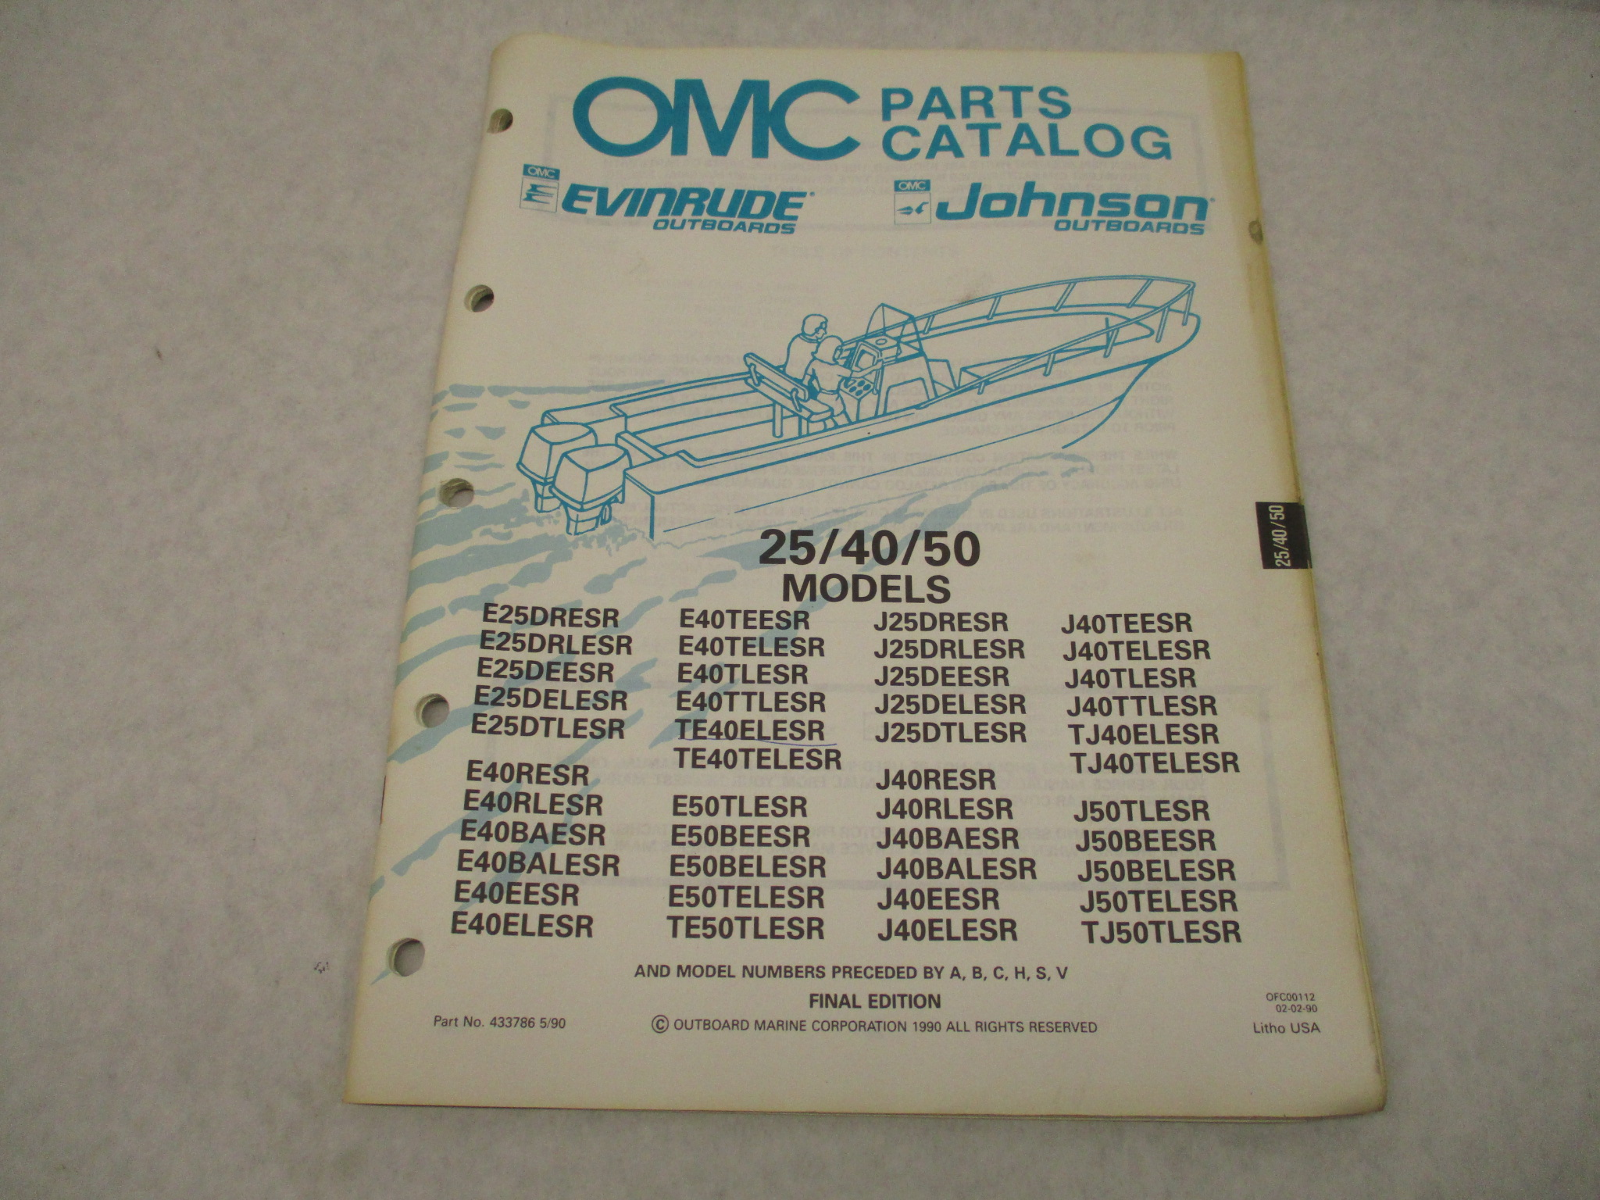 OMC PARTS
CATALOG
OMC EVINRUDE®
OUTBOARDS
OMC Johnson®
OUTBOARDS
25/40/50
25/40/50
MODELS
E25DRESR
E25DRLESR
E25DEESR
E25DELESR
E25DTLESR
E40RESR
E40RLESR
E40BAESR
E40BALESR
E40EESR
E40ELESR
E40TEESR
E40TELESR
E40TLESR
E40TTLESR
TE40ELESR
TE40TELESR
E50TLESR
E50BEESR
E50BELESR
E50TELESR
TE50TLESR
J25DRESR
J25DRLESR
J25DEESR
J25DELESR
J25DTLESR
J40RESR
J40RLESR
J40BAESR
J40BALESR
J40EESR
J40ELESR
J40TEESR
J40TELESR
J40TLESR
J40TTLESR
TJ40ELESR
TJ40TELESR
J50TLESR
J50BEESR
J50BELESR
J50TELESR
TJ50TLESR
AND MODEL NUMBERS PRECEDED BY A, B, C, H, S, V
FINAL EDITION
Part No. 433786 5/90
© OUTBOARD MARINE CORPORATION 1990 ALL RIGHTS RESERVED
OFC00112
02-02-90
Litho USA